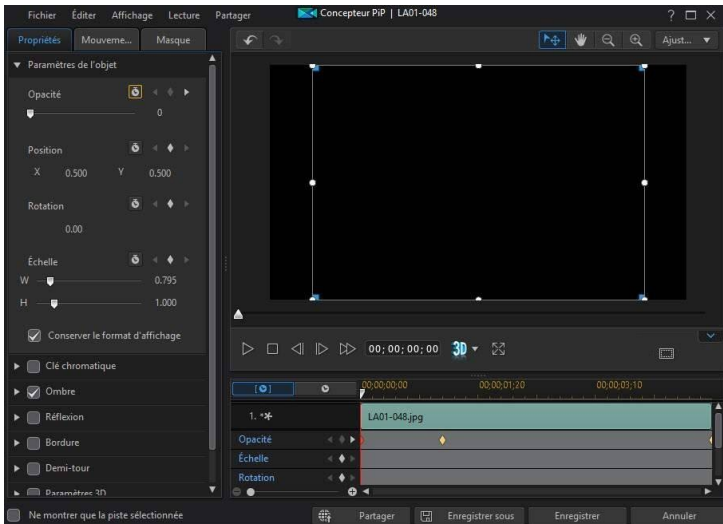 Fichier Éditer Affichage Lecture Partager Concepteur PiP | LA01-048 ? □ X
Propriétés Mouveme... Masque Ajust...
Paramètres de l'objet
Opacité
0
Position
X 0.500 Y 0.500
Rotation
0.00
Échelle
W 0.795
H 1.000
Conserver le format d'affichage
Clé chromatique
Ombre
Réflexion
Bordure
Demi-tour
Paramètres 3D
00; 00; 00; 00 3D
00;00;00;00 00;00;01;20 00;00;03;10
1. LA01-048.jpg
Opacité
Échelle
Rotation
Ne montrer que la piste sélectionnée Partager Enregistrer sous Enregistrer Annuler